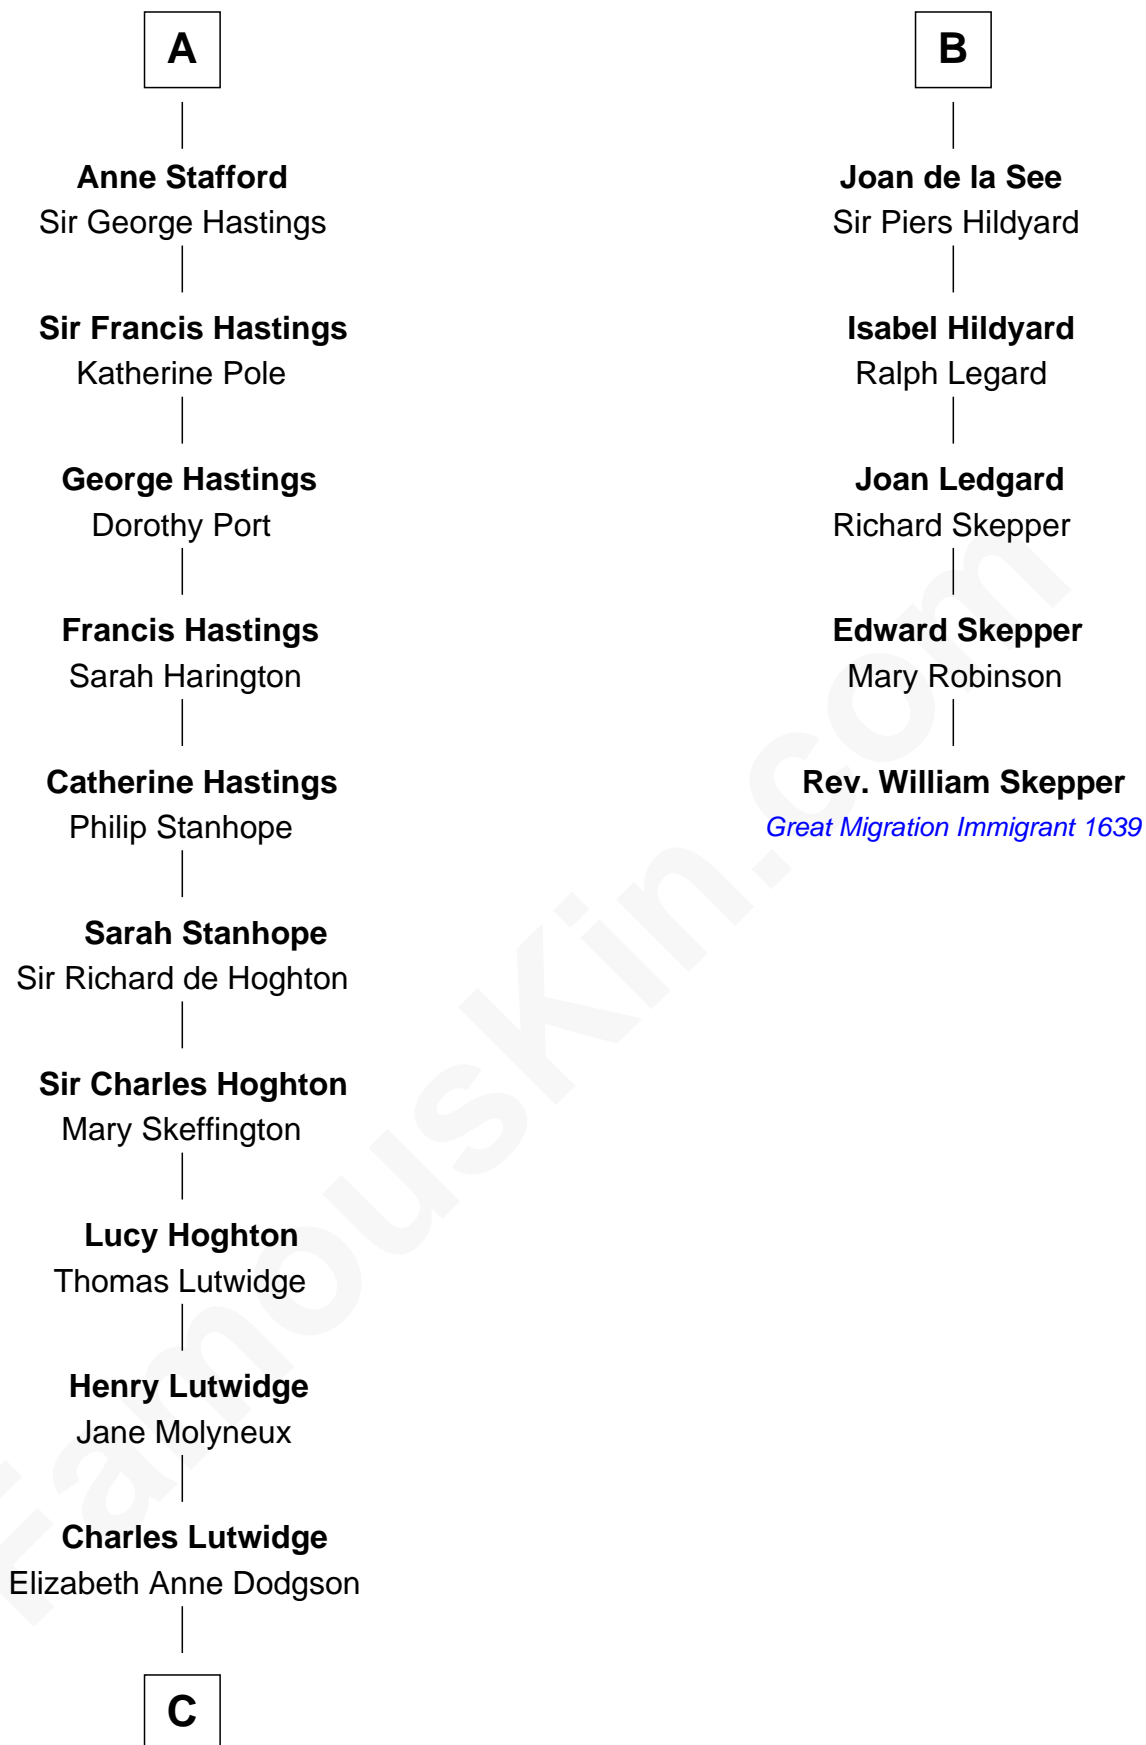 A
Anne Stafford
Sir George Hastings
Sir Francis Hastings
Katherine Pole
George Hastings
Dorothy Port
Francis Hastings
Sarah Harington
Catherine Hastings
Philip Stanhope
Sarah Stanhope
Sir Richard de Hoghton
Sir Charles Hoghton
Mary Skeffington
Lucy Hoghton
Thomas Lutwidge
Henry Lutwidge
Jane Molyneux
Charles Lutwidge
Elizabeth Anne Dodgson
C
B
Joan de la See
Sir Piers Hildyard
Isabel Hildyard
Ralph Legard
Joan Ledgard
Richard Skepper
Edward Skepper
Mary Robinson
Rev. William Skepper
Great Migration Immigrant 1639
FamousKin.com